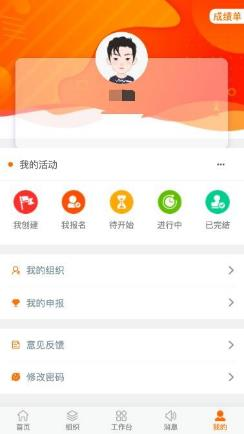 成绩单
我的活动
我创建 我报名 待开始 进行中 已完结
我的组织
我的申报
意见反馈
修改密码
首页 组织 工作台 消息 我的